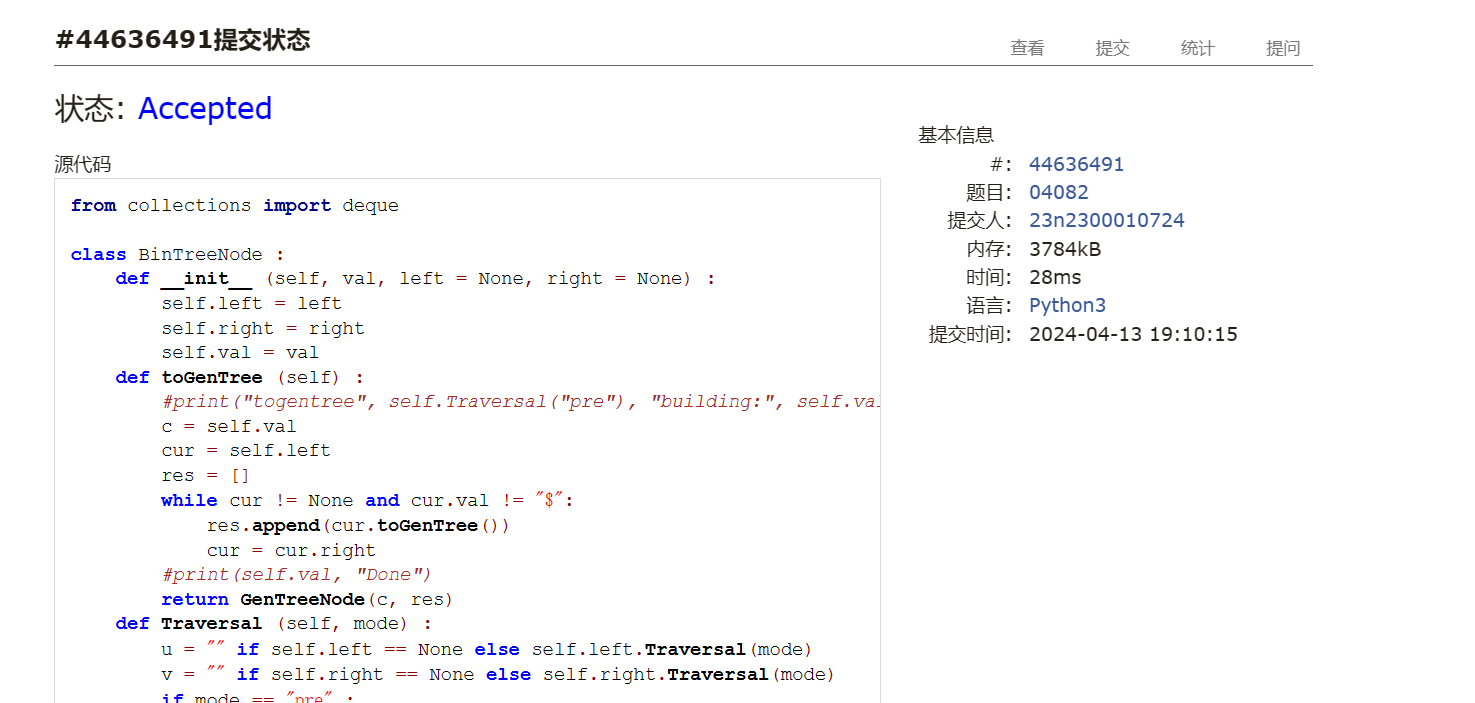 #44636491提交状态
查看 提交 统计 提问
状态: Accepted
基本信息
#: 44636491
题目: 04082
提交人: 23n2300010724
内存: 3784kB
时间: 28ms
语言: Python3
提交时间: 2024-04-13 19:10:15
源代码
from collections import deque
class BinTreeNode :
    def __init__ (self, val, left = None, right = None) :
        self.left = left
        self.right = right
        self.val = val
    def toGenTree (self) :
        #print("togentree", self.Traversal("pre"), "building:", self.val
        c = self.val
        cur = self.left
        res = []
        while cur != None and cur.val != "$":
            res.append(cur.toGenTree())
            cur = cur.right
        #print(self.val, "Done")
        return GenTreeNode(c, res)
    def Traversal (self, mode) :
        u = "" if self.left == None else self.left.Traversal(mode)
        v = "" if self.right == None else self.right.Traversal(mode)
        if mode == "pre" :